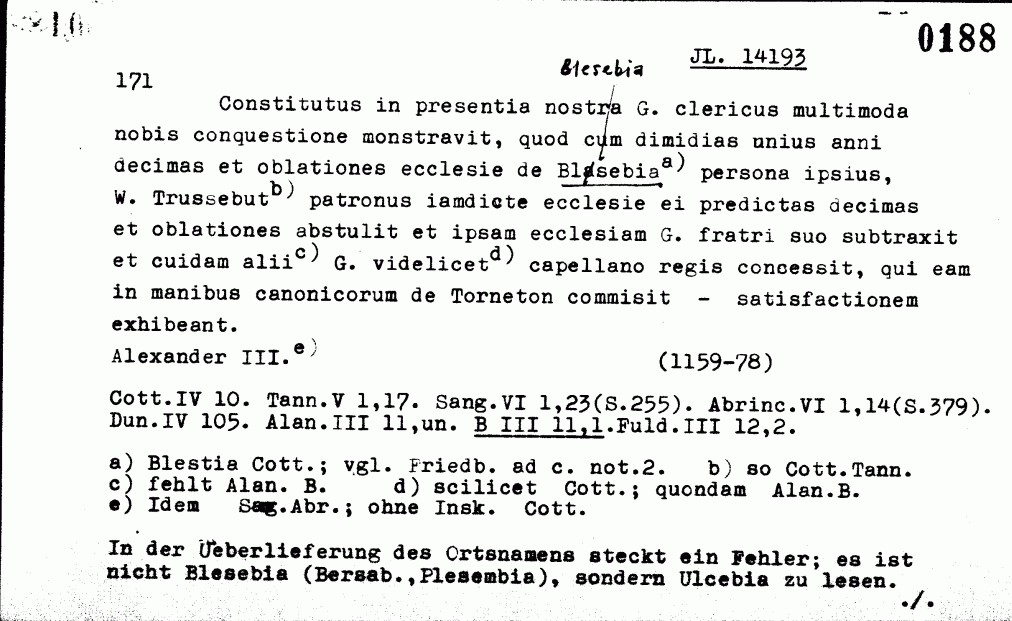 0188
Blesebia
JL. 14193
171
Constitutus in presentia nostra G. clericus multimoda
nobis conquestione monstravit, quod cum dimidias unius anni
decimas et oblationes ecclesie de Blesebia a) persona ipsius,
W. Trussebut b) patronus iamdicte ecclesie ei predictas decimas
et oblationes abstulit et ipsam ecclesiam G. fratri suo subtraxit
et cuidam alii c) G. videlicet d) capellano regis concessit, qui eam
in manibus canonicorum de Torneton commisit - satisfactionem
exhibeant.
Alexander III. e) (1159-78)
Cott.IV 10. Tann.V 1,17. Sang.VI 1,23(S.255). Abrinc.VI 1,14(S.379).
Dun.IV 105. Alan.III 11,un. B III 11,1.Fuld.III 12,2.
a) Blestia Cott.; vgl. Friedb. ad c. not.2. b) so Cott.Tann.
c) fehlt Alan. B. d) scilicet Cott.; quondam Alan.B.
e) Idem Sag.Abr.; ohne Insk. Cott.
In der Ueberlieferung des Ortsnamens steckt ein Fehler; es ist
nicht Blesebia (Bersab.,Plesembia), sondern Ulcebia zu lesen.
./.